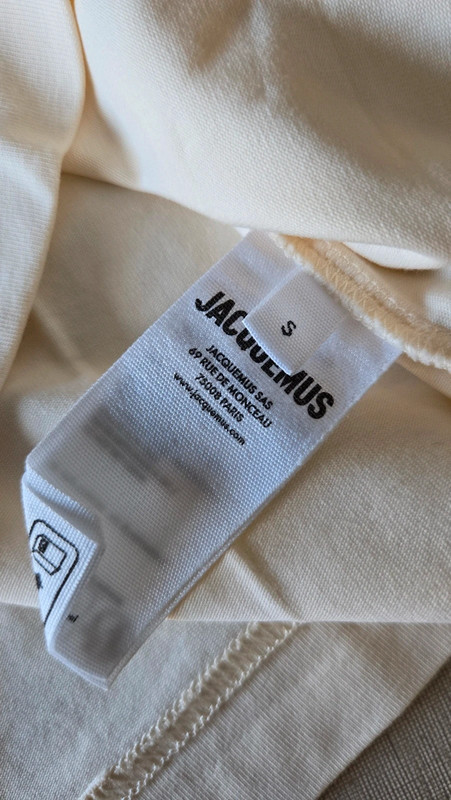 S
JACQUEMUS
JACQUEMUS SAS
69 RUE DE MONCEAU
75008 PARIS
www.jacquemus.com